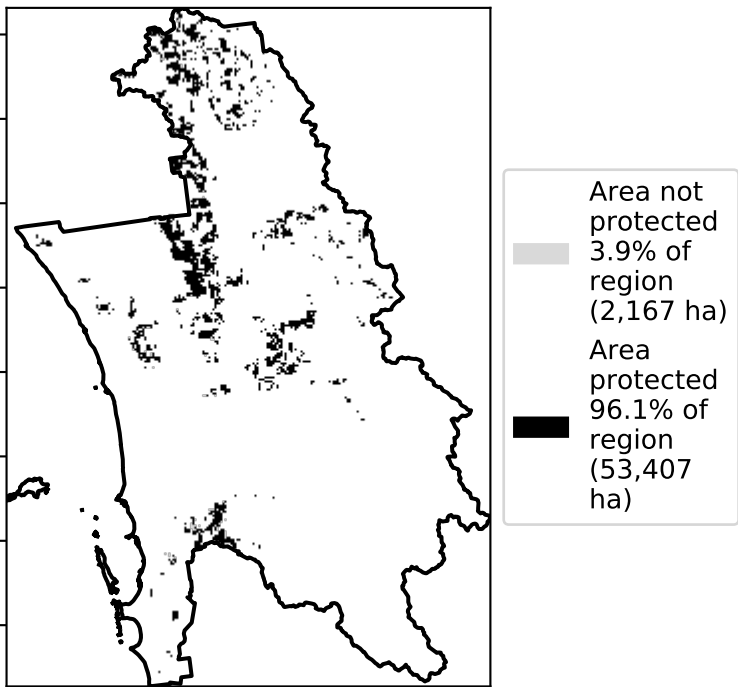 Area not
protected
3.9% of
region
(2,167 ha)
Area
protected
96.1% of
region
(53,407
ha)